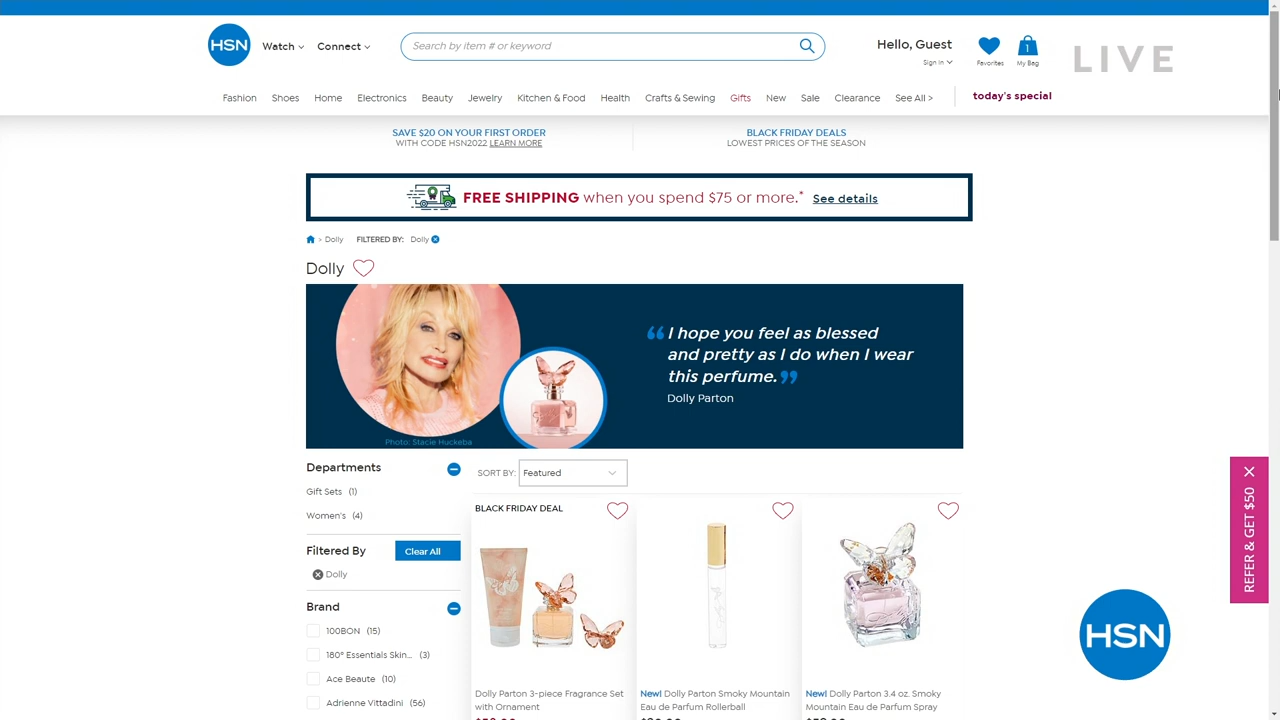 HSN
Watch
Connect
Search by item # or keyword
Hello, Guest
Sign In
Favorites
1
My Bag
LIVE
Fashion Shoes Home Electronics Beauty Jewelry Kitchen & Food Health Crafts & Sewing Gifts New Sale Clearance See All >
today's special
SAVE $20 ON YOUR FIRST ORDER
WITH CODE HSN2022 LEARN MORE
BLACK FRIDAY DEALS
LOWEST PRICES OF THE SEASON
FREE SHIPPING when you spend $75 or more.* See details
> Dolly FILTERED BY: Dolly
Dolly
“ I hope you feel as blessed
and pretty as I do when I wear
this perfume. ”
Dolly Parton
Photo: Stacie Huckeba
Departments
Gift Sets (1)
Women's (4)
Filtered By
Clear All
Dolly
Brand
100BON (15)
180º Essentials Skin... (3)
Ace Beaute (10)
Adrienne Vittadini (56)
SORT BY: Featured
BLACK FRIDAY DEAL
Dolly Parton 3-piece Fragrance Set
with Ornament
New! Dolly Parton Smoky Mountain
Eau de Parfum Rollerball
New! Dolly Parton 3.4 oz. Smoky
Mountain Eau de Parfum Spray
REFER & GET $50
HSN